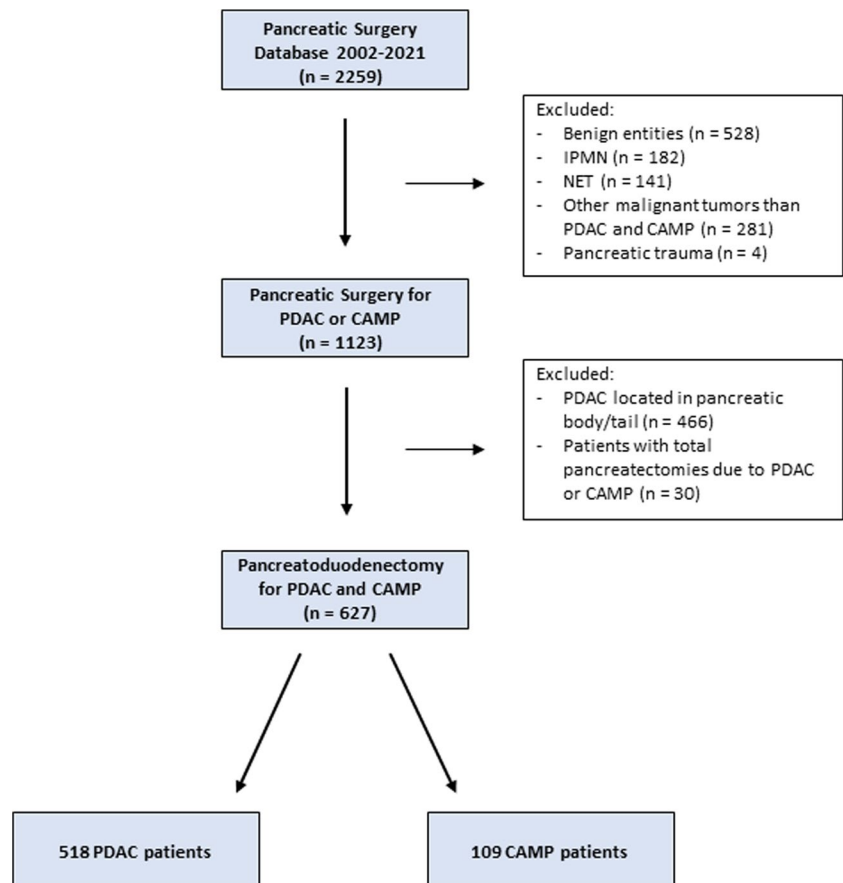 Pancreatic Surgery
Database 2002-2021
(n = 2259)
Excluded:
- Benign entities (n = 528)
- IPMN (n = 182)
- NET (n = 141)
- Other malignant tumors than
PDAC and CAMP (n = 281)
- Pancreatic trauma (n = 4)
Pancreatic Surgery for
PDAC or CAMP
(n = 1123)
Excluded:
- PDAC located in pancreatic
body/tail (n = 466)
- Patients with total
pancreatectomies due to PDAC
or CAMP (n = 30)
Pancreatoduodenectomy
for PDAC and CAMP
(n = 627)
518 PDAC patients
109 CAMP patients